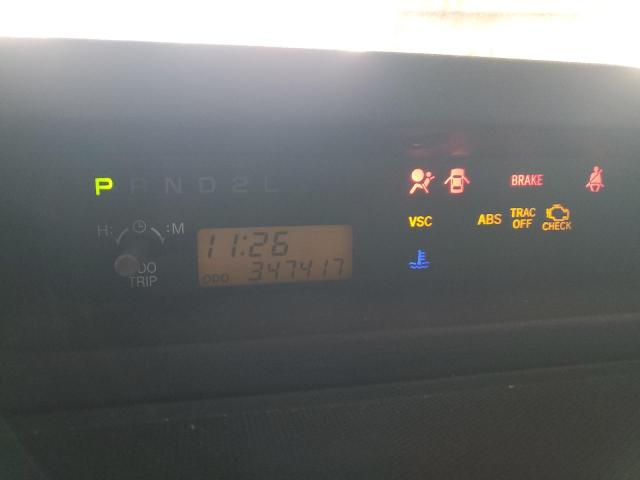 P R N D 2 L
BRAKE
VSC ABS TRAC OFF CHECK
H: :M
11:26
ODO 347417
ODO
TRIP